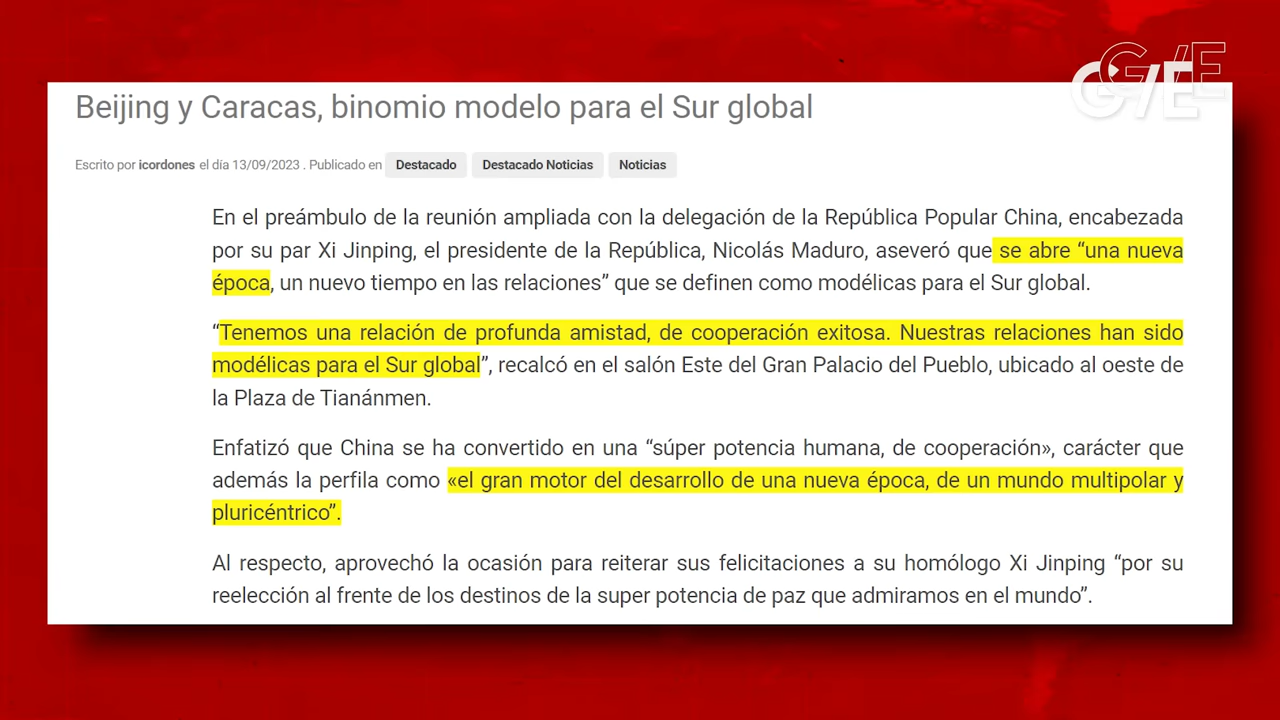 G/E
G/E
Beijing y Caracas, binomio modelo para el Sur global
Escrito por icordones el día 13/09/2023 . Publicado en Destacado Destacado Noticias Noticias
En el preámbulo de la reunión ampliada con la delegación de la República Popular China, encabezada
por su par Xi Jinping, el presidente de la República, Nicolás Maduro, aseveró que se abre “una nueva
época, un nuevo tiempo en las relaciones” que se definen como modélicas para el Sur global.
“Tenemos una relación de profunda amistad, de cooperación exitosa. Nuestras relaciones han sido
modélicas para el Sur global”, recalcó en el salón Este del Gran Palacio del Pueblo, ubicado al oeste de
la Plaza de Tiananmen.
Enfatizó que China se ha convertido en una “súper potencia humana, de cooperación», carácter que
además la perfila como «el gran motor del desarrollo de una nueva época, de un mundo multipolar y
pluricéntrico”.
Al respecto, aprovechó la ocasión para reiterar sus felicitaciones a su homólogo Xi Jinping “por su
reelección al frente de los destinos de la super potencia de paz que admiramos en el mundo”.